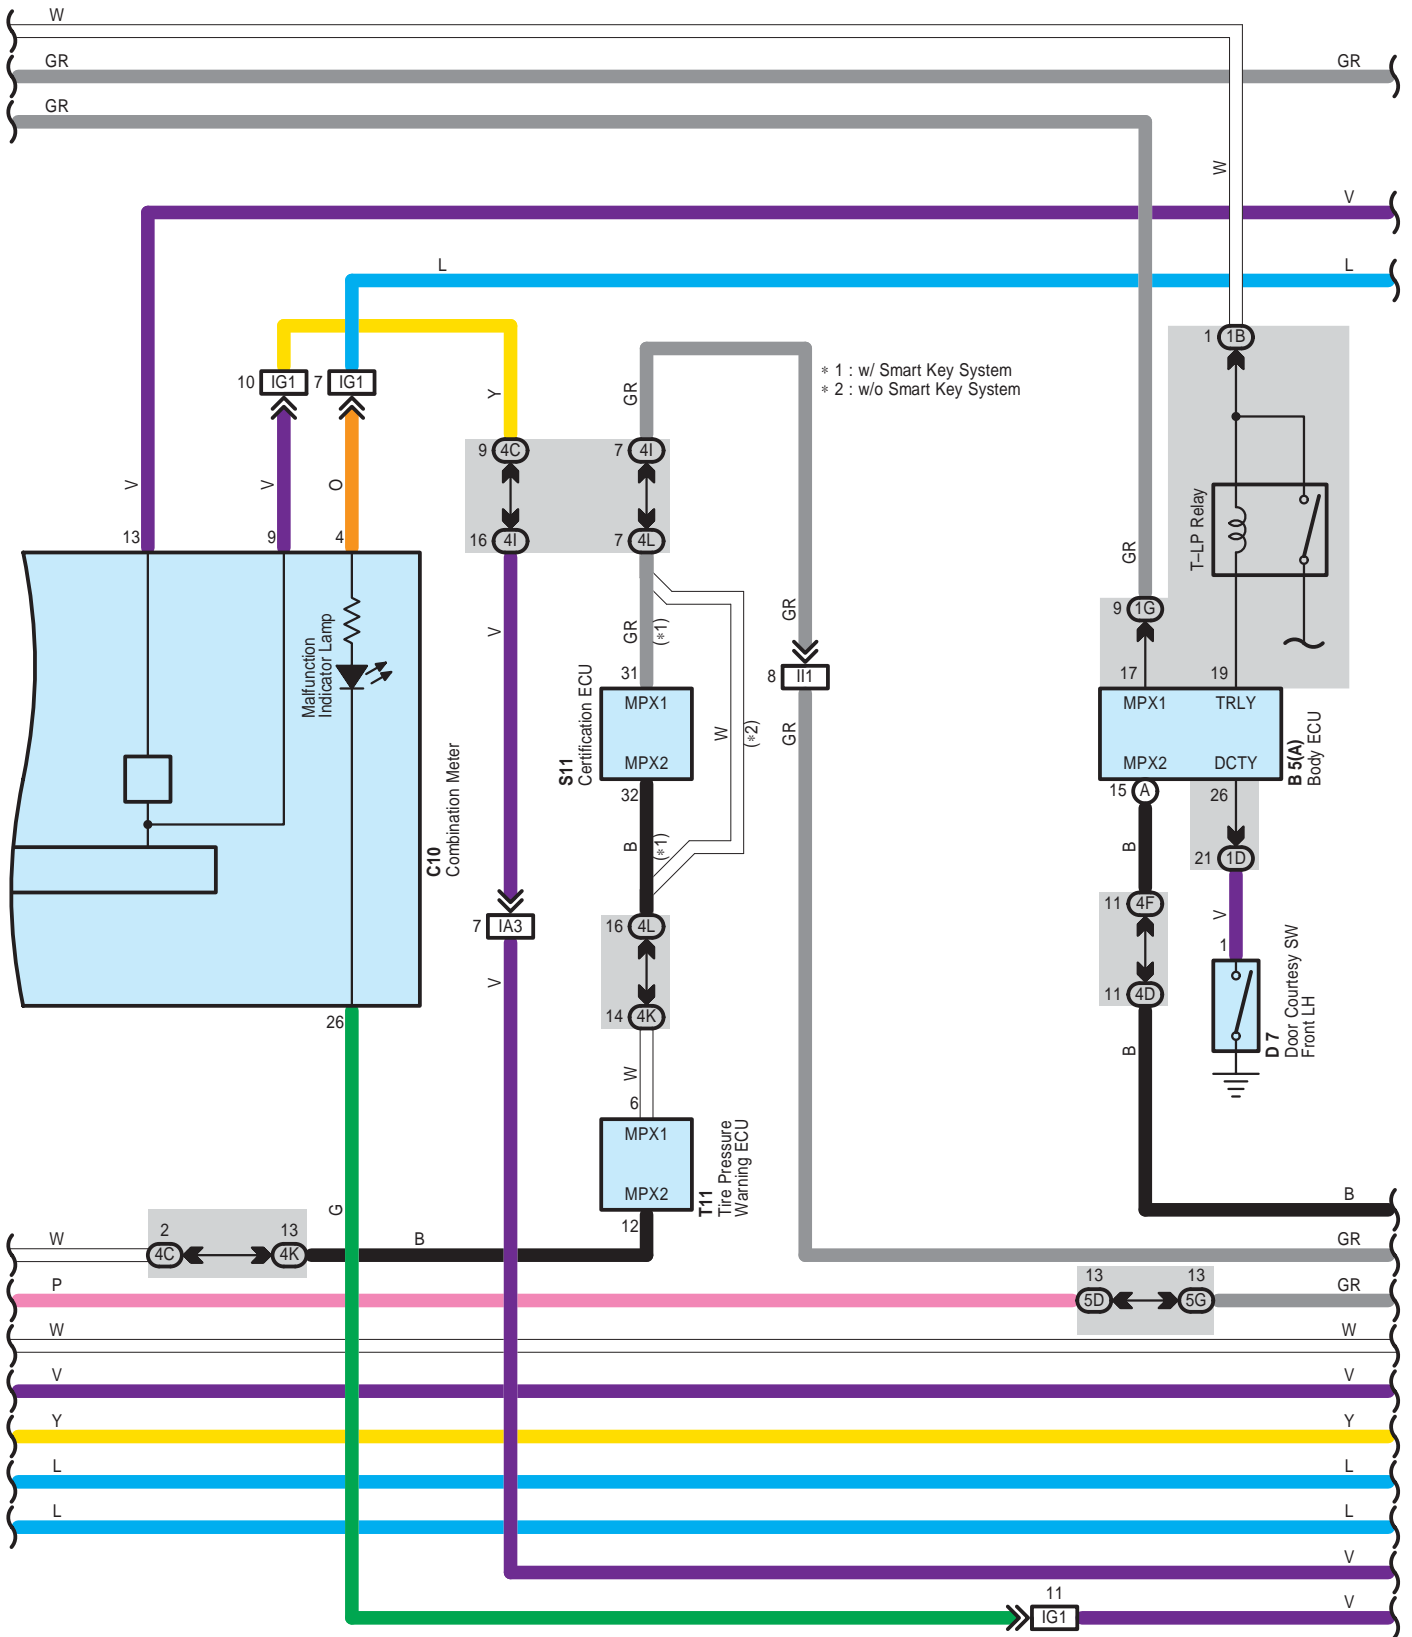 W
GR
GR
GR
W
V
L
L
1 1B
10 IG1
7 IG1
Y
GR
* 1 : w/ Smart Key System
* 2 : w/o Smart Key System
9 4C
7 4I
V
V
O
T–LP Relay
13
9
4
16 4I
7 4L
GR
Malfunction
Indicator Lamp
V
GR
(*1)
GR
9 1G
31
8 II1
17
19
MPX1
MPX2
S11
Certification ECU
W
(*2)
GR
MPX1
TRLY
MPX2
DCTY
B 5(A)
Body ECU
C10
Combination Meter
32
15 A
26
B
(*1)
B
21 1D
7 IA3
16 4L
11 4F
V
1
V
14 4K
11 4D
D 7
Door Courtesy SW
Front LH
26
W
B
6
MPX1
MPX2
T11
Tire Pressure
Warning ECU
G
12
B
W
2
4C
13
4K
B
GR
P
13
5D
13
5G
GR
W
W
V
V
Y
Y
L
L
L
L
V
11
IG1
V